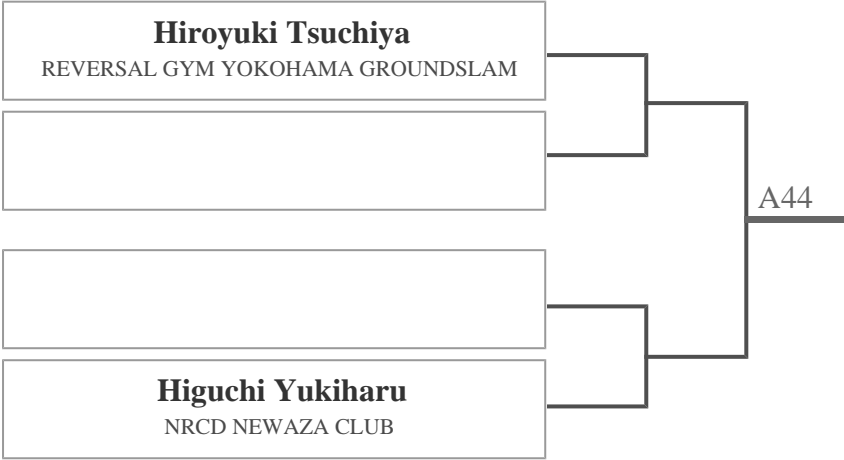 Hiroyuki Tsuchiya
REVERSAL GYM YOKOHAMA GROUNDSLAM
A44
Higuchi Yukiharu
NRCD NEWAZA CLUB